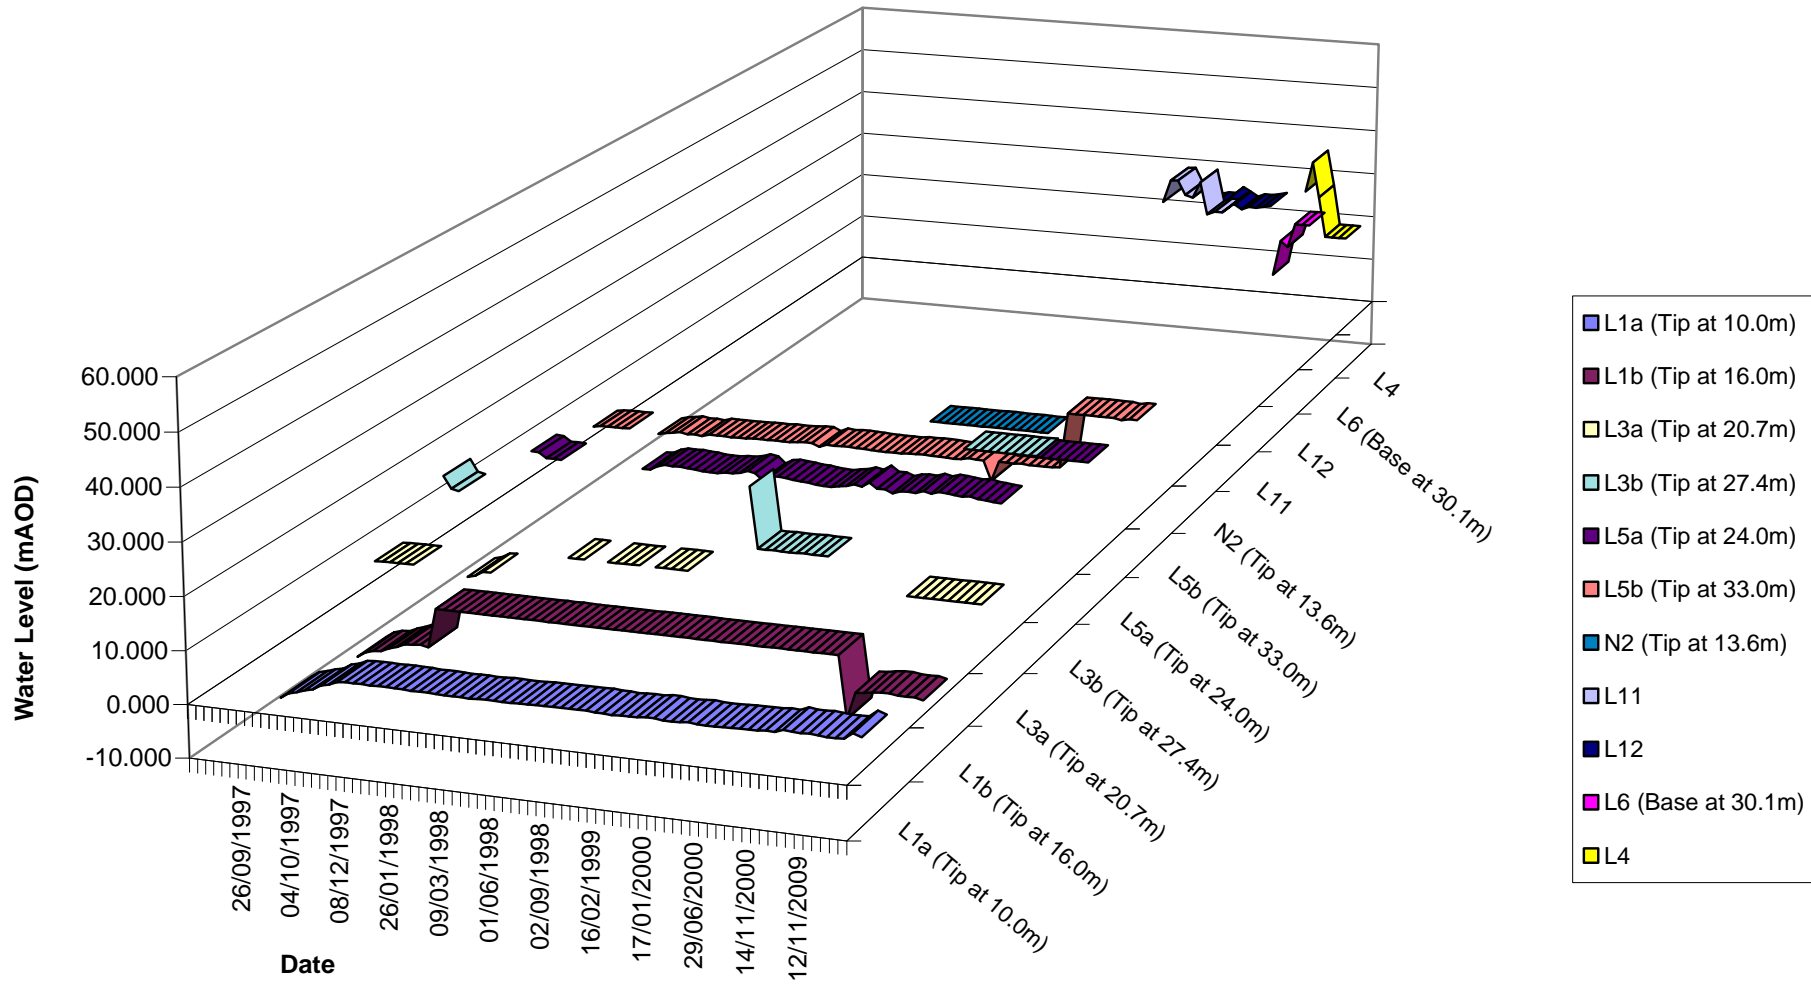 60.000
50.000
40.000
30.000
20.000
10.000
0.000
-10.000
Water Level (mAOD)
26/09/1997
04/10/1997
08/12/1997
26/01/1998
09/03/1998
01/06/1998
02/09/1998
16/02/1999
17/01/2000
29/06/2000
14/11/2000
12/11/2009
Date
L1a (Tip at 10.0m)
L1b (Tip at 16.0m)
L3a (Tip at 20.7m)
L3b (Tip at 27.4m)
L5a (Tip at 24.0m)
L5b (Tip at 33.0m)
N2 (Tip at 13.6m)
L11
L12
L6 (Base at 30.1m)
L4
L1a (Tip at 10.0m)
L1b (Tip at 16.0m)
L3a (Tip at 20.7m)
L3b (Tip at 27.4m)
L5a (Tip at 24.0m)
L5b (Tip at 33.0m)
N2 (Tip at 13.6m)
L11
L12
L6 (Base at 30.1m)
L4